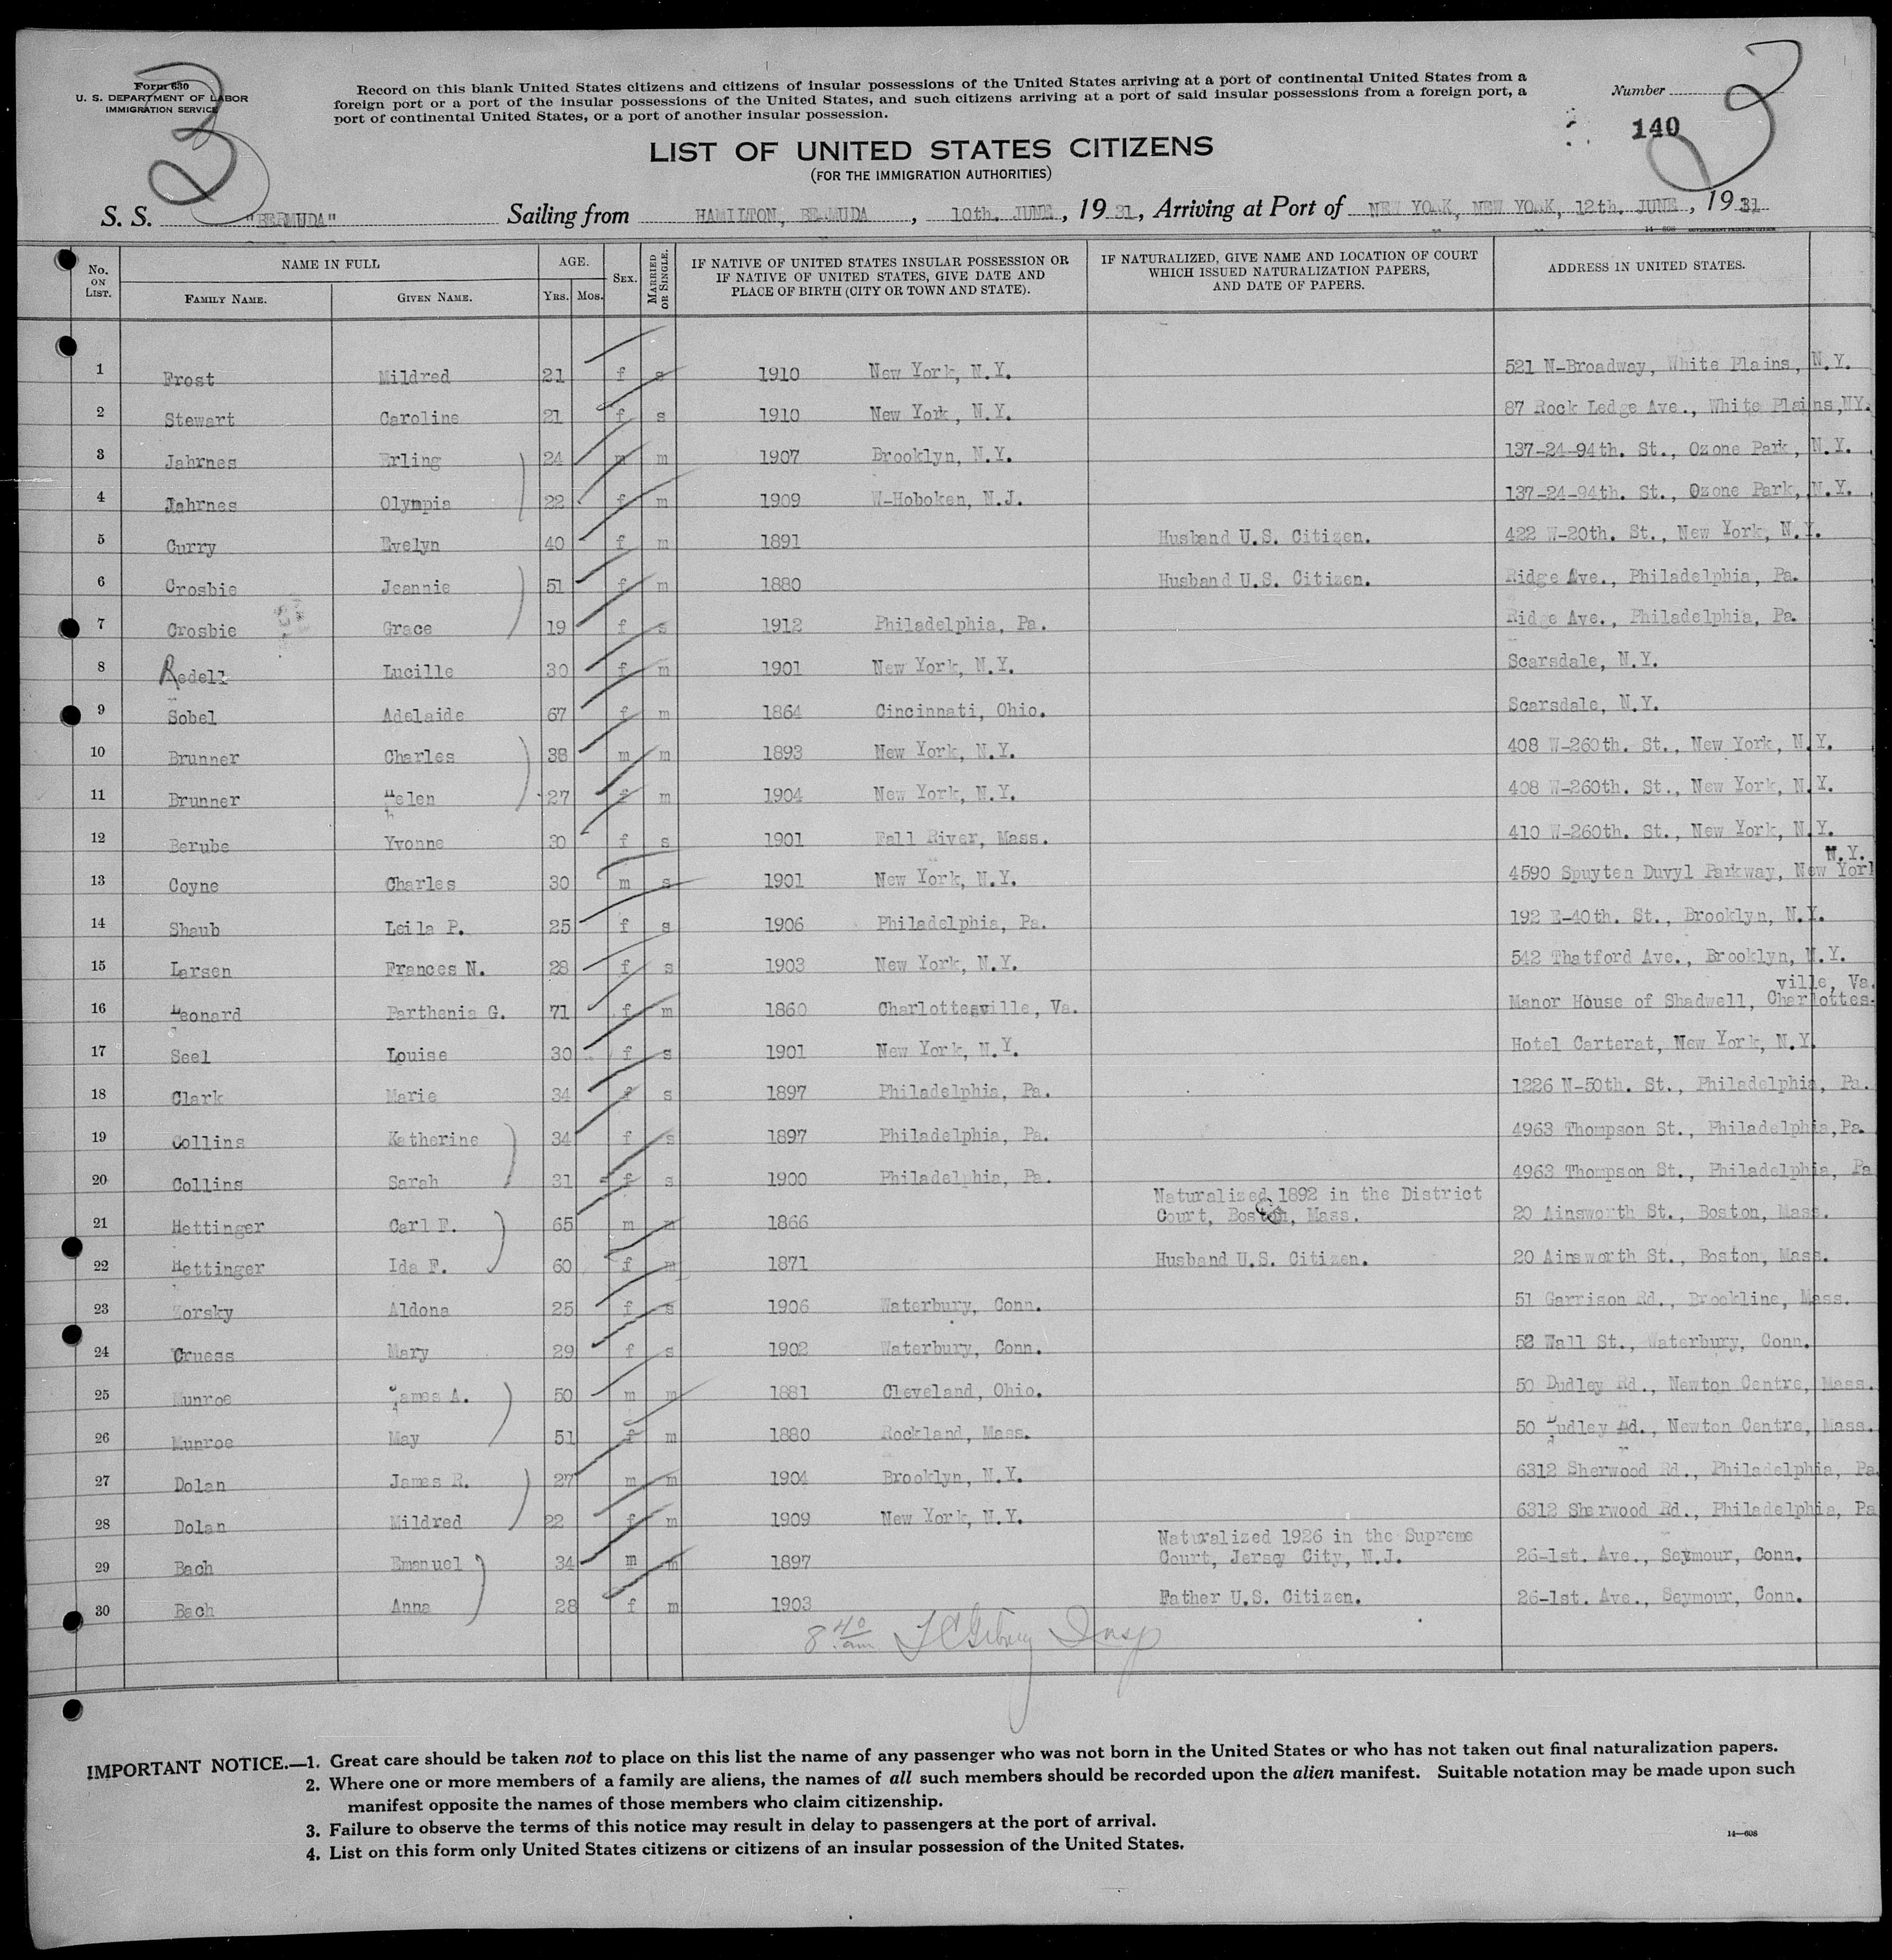 Form 630
U. S. DEPARTMENT OF LABOR
IMMIGRATION SERVICE
Record on this blank United States citizens and citizens of insular possessions of the United States arriving at a port of continental United States from a
foreign port or a port of the insular possessions of the United States, and such citizens arriving at a port of said insular possessions from a foreign port, a
port of continental United States, or a port of another insular possession.
Number
140
LIST OF UNITED STATES CITIZENS
(FOR THE IMMIGRATION AUTHORITIES)
S. S. "BERMUDA" Sailing from HAMILTON, BERMUDA, 10th. JUNE, 1931, Arriving at Port of NEW YORK, NEW YORK, 12th. JUNE, 1931
No. ON LIST. NAME IN FULL FAMILY NAME. GIVEN NAME. AGE. YRS. MOS. SEX. MARRIED OR SINGLE. IF NATIVE OF UNITED STATES INSULAR POSSESSION OR IF NATIVE OF UNITED STATES, GIVE DATE AND PLACE OF BIRTH (CITY OR TOWN AND STATE). IF NATURALIZED, GIVE NAME AND LOCATION OF COURT WHICH ISSUED NATURALIZATION PAPERS, AND DATE OF PAPERS. ADDRESS IN UNITED STATES.
1 Frost Mildred 21 f s 1910 New York, N.Y. 521 N-Broadway, White Plains, N.Y.
2 Stewart Caroline 21 f s 1910 New York, N.Y. 87 Rock Ledge Ave., White Plains,NY.
3 Jahrnes Erling 24 m m 1907 Brooklyn, N.Y. 137-24-94th. St., Ozone Park, N.Y.
4 Jahrnes Olympia 22 f m 1909 W-Hoboken, N.J. 137-24-94th. St., Ozone Park, N.Y.
5 Curry Evelyn 40 f m 1891 Husband U.S. Citizen. 422 W-20th. St., New York, N.Y.
6 Crosbie Jeannie 51 f m 1880 Husband U.S. Citizen. Ridge Ave., Philadelphia, Pa.
7 Crosbie Grace 19 f s 1912 Philadelphia, Pa. Ridge Ave., Philadelphia, Pa.
8 Redell Lucille 30 f m 1901 New York, N.Y. Scarsdale, N.Y.
9 Sobel Adelaide 67 f m 1864 Cincinnati, Ohio. Scarsdale, N.Y.
10 Brunner Charles 38 m m 1893 New York, N.Y. 408 W-260th. St., New York, N.Y.
11 Brunner Helen 27 f m 1904 New York, N.Y. 408 W-260th. St., New York, N.Y.
12 Berube Yvonne 30 f s 1901 Fall River, Mass. 410 W-260th. St., New York, N.Y.
13 Coyne Charles 30 m s 1901 New York, N.Y. 4590 Spuyten Duvyl Parkway, New York N.Y.
14 Shaub Leila P. 25 f s 1906 Philadelphia, Pa. 192 E-40th. St., Brooklyn, N.Y.
15 Larsen Frances N. 28 f s 1903 New York, N.Y. 542 Thatford Ave., Brooklyn, N.Y.
16 Leonard Parthenia G. 71 f m 1860 Charlottesville, Va. Manor House of Shadwell, Charlottes-ville, Va.
17 Seel Louise 30 f s 1901 New York, N.Y. Hotel Carterat, New York, N.Y.
18 Clark Marie 34 f s 1897 Philadelphia, Pa. 1226 N-50th. St., Philadelphia, Pa.
19 Collins Katherine 34 f s 1897 Philadelphia, Pa. 4963 Thompson St., Philadelphia,Pa.
20 Collins Sarah 31 f s 1900 Philadelphia, Pa. 4963 Thompson St., Philadelphia, Pa
21 Hettinger Carl F. 65 m m 1866 Naturalized 1892 in the District Court, Boston, Mass. 20 Ainsworth St., Boston, Mass.
22 Hettinger Ida F. 60 f m 1871 Husband U.S. Citizen. 20 Ainsworth St., Boston, Mass.
23 Zorsky Aldona 25 f s 1906 Waterbury, Conn. 51 Garrison Rd., Brookline, Mass.
24 Cruess Mary 29 f s 1902 Waterbury, Conn. 52 Wall St., Waterbury, Conn.
25 Munroe James A. 50 m m 1881 Cleveland, Ohio. 50 Dudley Rd., Newton Centre, Mass.
26 Munroe May 51 f m 1880 Rockland, Mass. 50 Dudley Rd., Newton Centre, Mass.
27 Dolan James R. 27 m m 1904 Brooklyn, N.Y. 6312 Sherwood Rd., Philadelphia, Pa.
28 Dolan Mildred 22 f m 1909 New York, N.Y. 6312 Sherwood Rd., Philadelphia, Pa
29 Bach Emanuel 34 m m 1897 Naturalized 1926 in the Supreme Court, Jersey City, N.J. 26-1st. Ave., Seymour, Conn.
30 Bach Anna 28 f m 1903 Father U.S. Citizen. 26-1st. Ave., Seymour, Conn.
8 40 am Insp
IMPORTANT NOTICE.—1. Great care should be taken not to place on this list the name of any passenger who was not born in the United States or who has not taken out final naturalization papers.
2. Where one or more members of a family are aliens, the names of all such members should be recorded upon the alien manifest. Suitable notation may be made upon such
manifest opposite the names of those members who claim citizenship.
3. Failure to observe the terms of this notice may result in delay to passengers at the port of arrival.
4. List on this form only United States citizens or citizens of an insular possession of the United States.
14—608